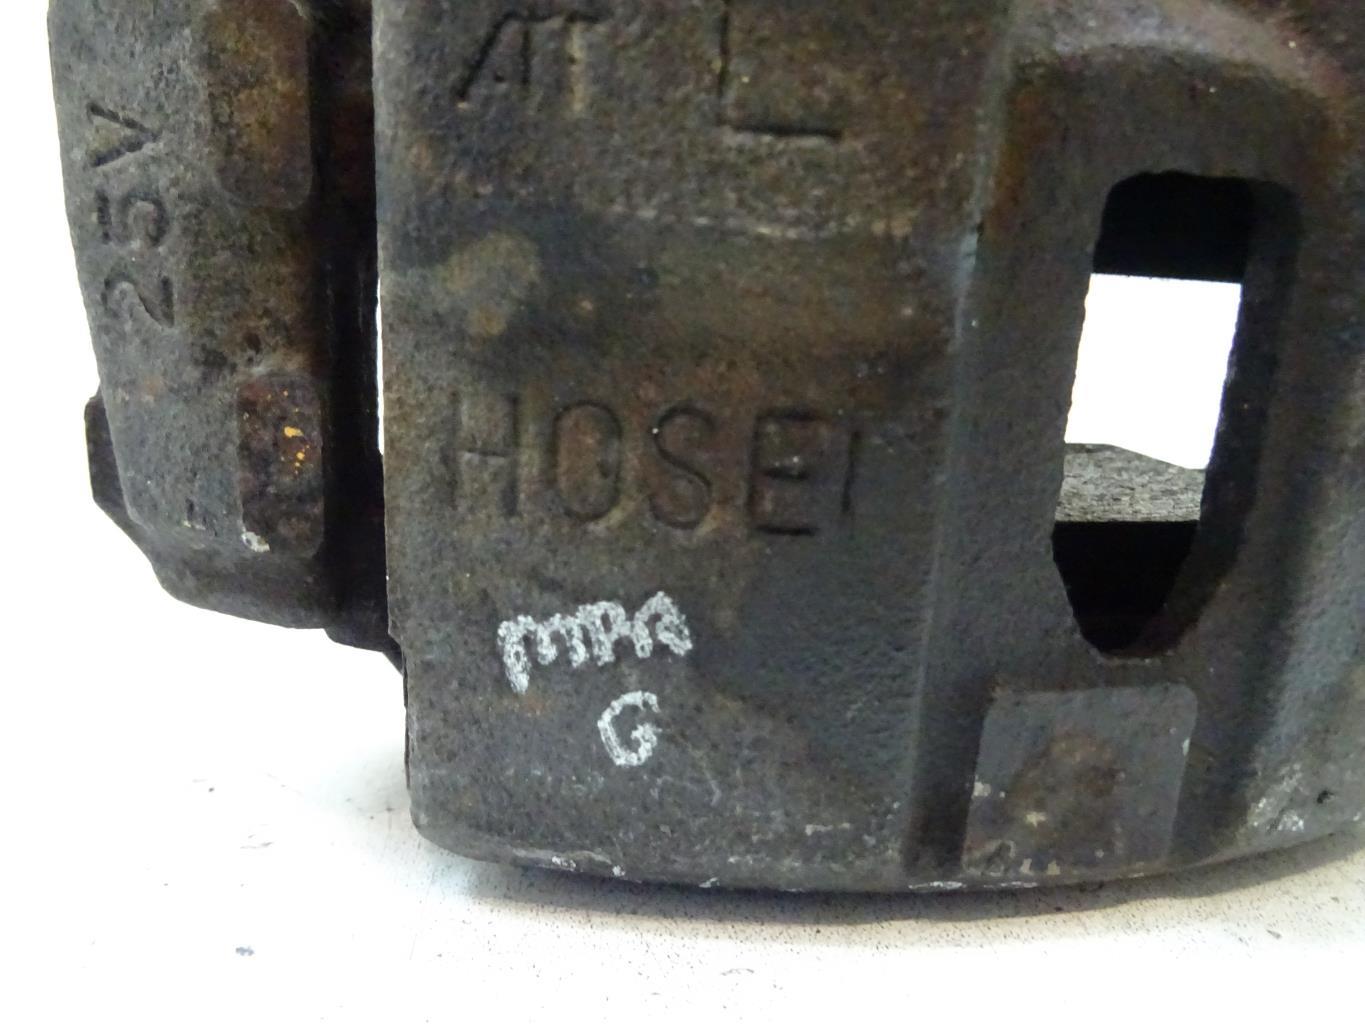 AT L
25V
HOSEI
G